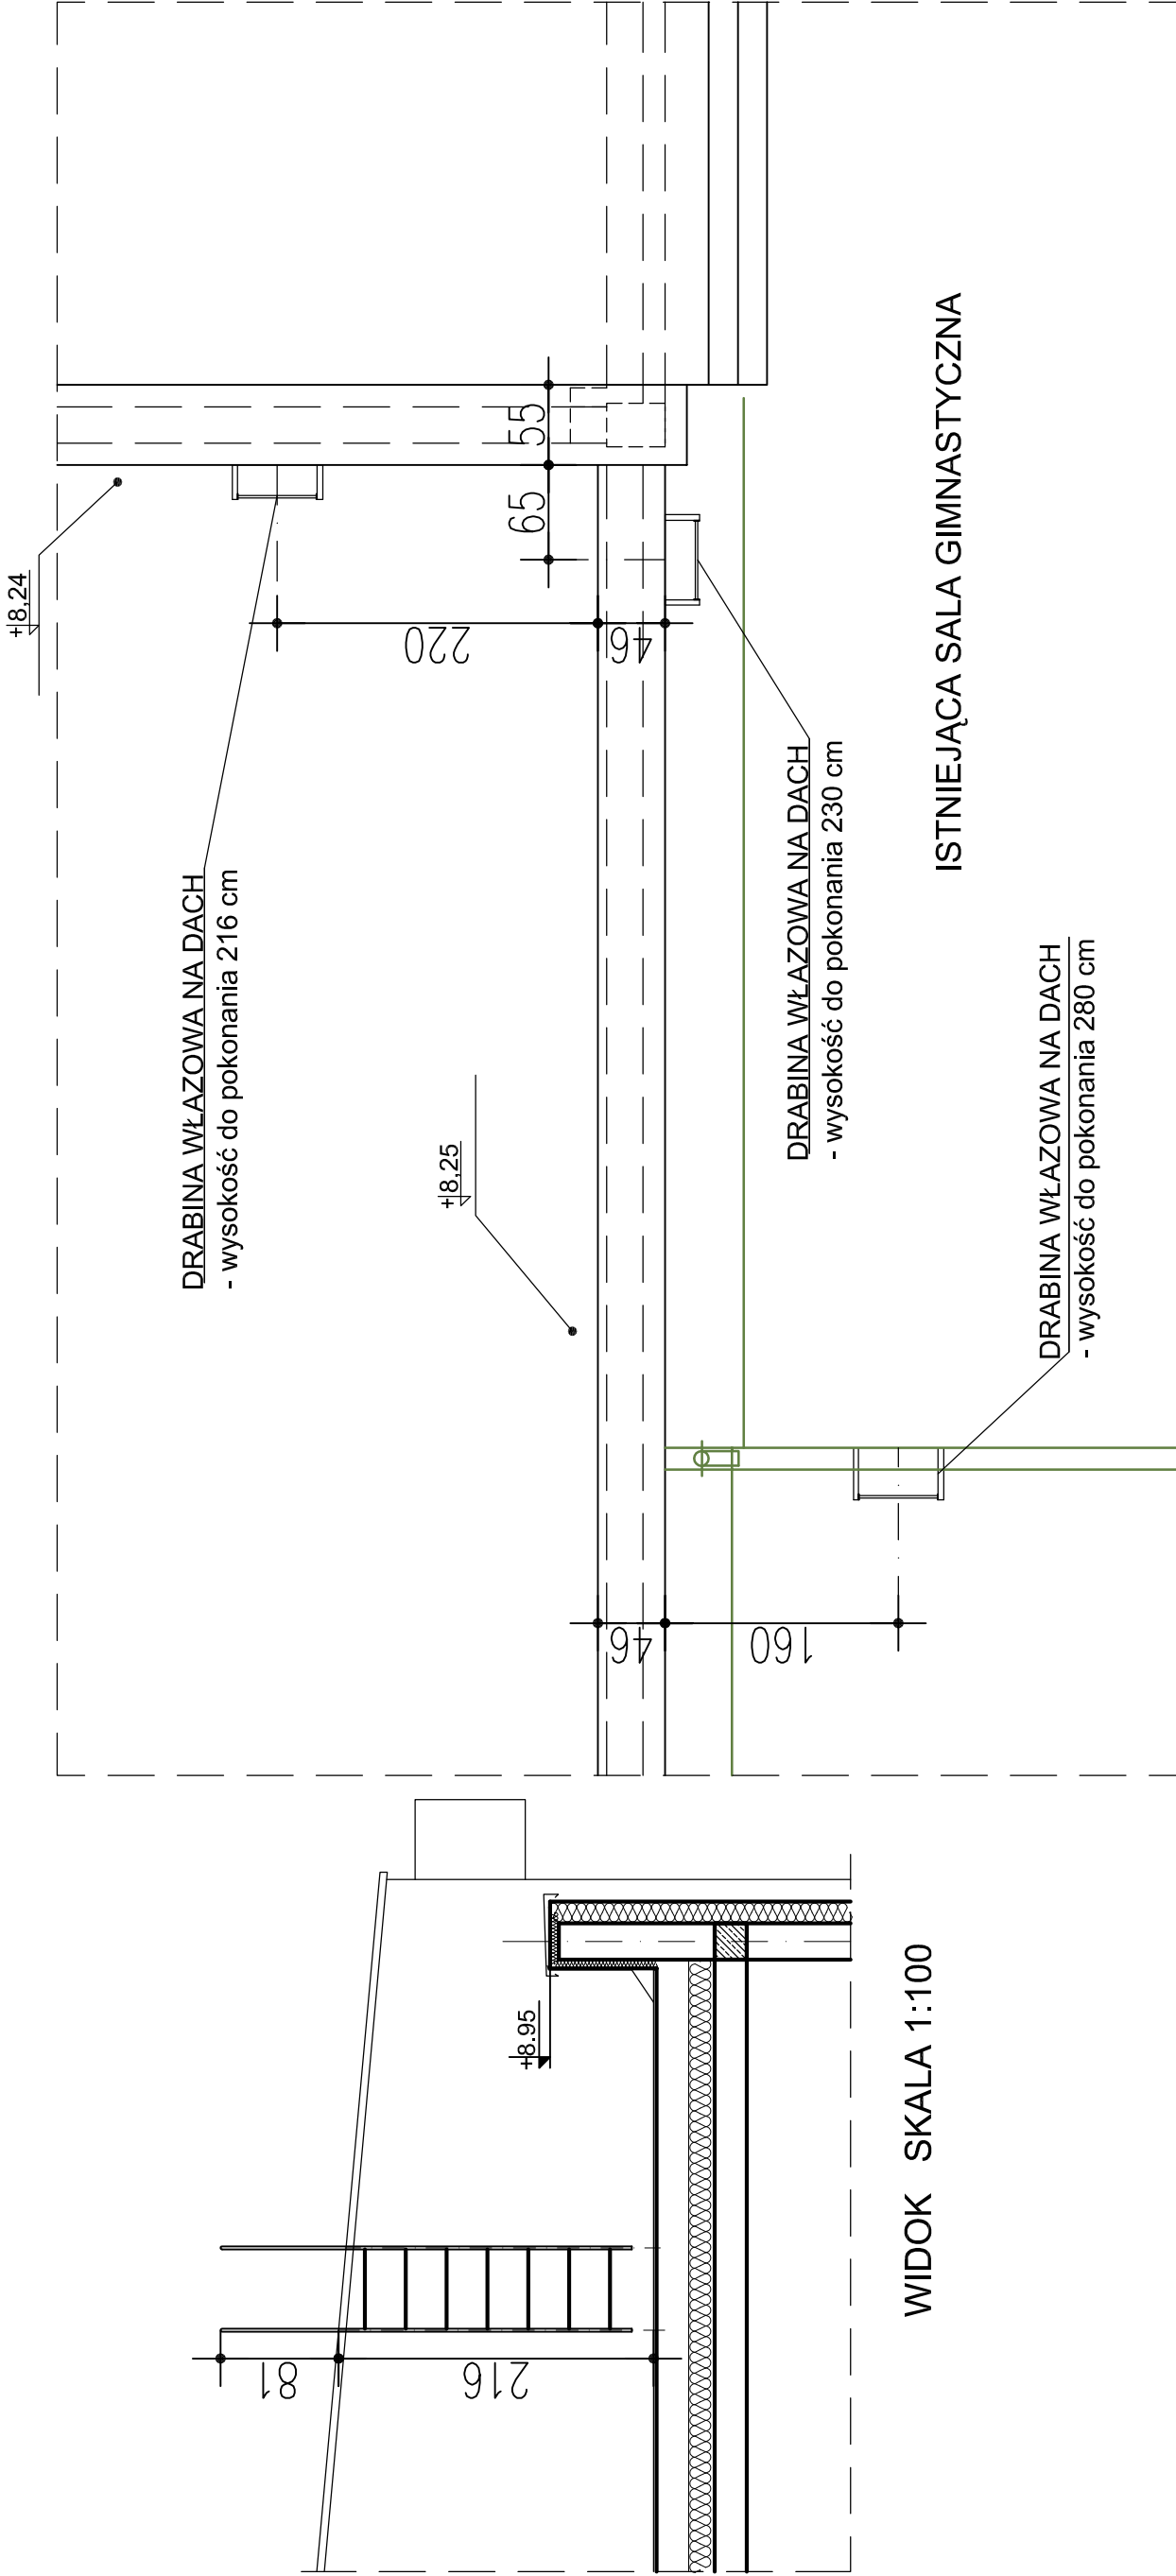 +8,24
DRABINA WŁAZOWA NA DACH
- wysokość do pokonania 216 cm
220
46
55
65
+8,25
DRABINA WŁAZOWA NA DACH
- wysokość do pokonania 230 cm
ISTNIEJĄCA SALA GIMNASTYCZNA
DRABINA WŁAZOWA NA DACH
- wysokość do pokonania 280 cm
46
160
81
216
+8.95
WIDOK SKALA 1:100